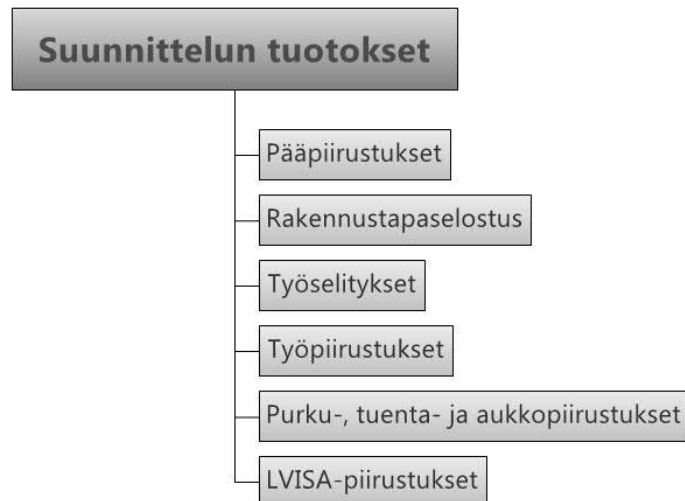 Suunnittelun tuotokset
Pääpiirustukset
Rakennustapaselostus
Työselitykset
Työpiirustukset
Purku-, tuenta- ja aukkopiirustukset
LVISA-piirustukset